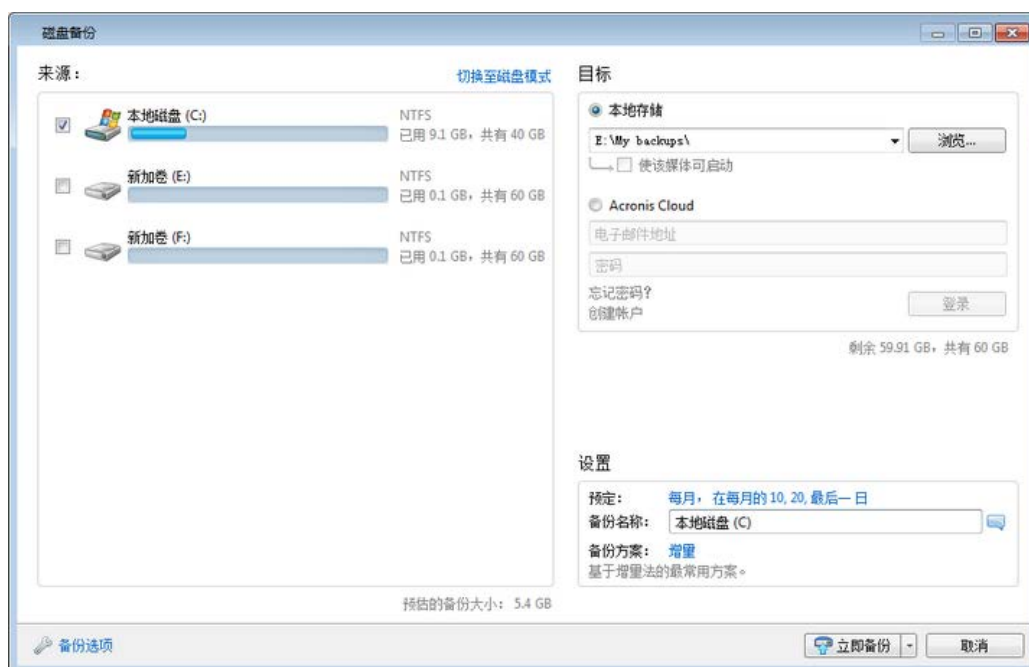 磁盘备份
来源：
切换至磁盘模式
本地磁盘 (C:)
NTFS
已用 9.1 GB，共有 40 GB
新加卷 (E:)
NTFS
已用 0.1 GB，共有 60 GB
新加卷 (F:)
NTFS
已用 0.1 GB，共有 60 GB
预估的备份大小： 5.4 GB
目标
本地存储
E:\My backups\
浏览...
使该媒体可启动
Acronis Cloud
电子邮件地址
密码
忘记密码？
创建帐户
登录
剩余 59.91 GB，共有 60 GB
设置
预定： 每月，在每月的 10, 20, 最后一 日
备份名称： 本地磁盘 (C)
备份方案： 增量
基于增量法的最常用方案。
备份选项
立即备份
取消